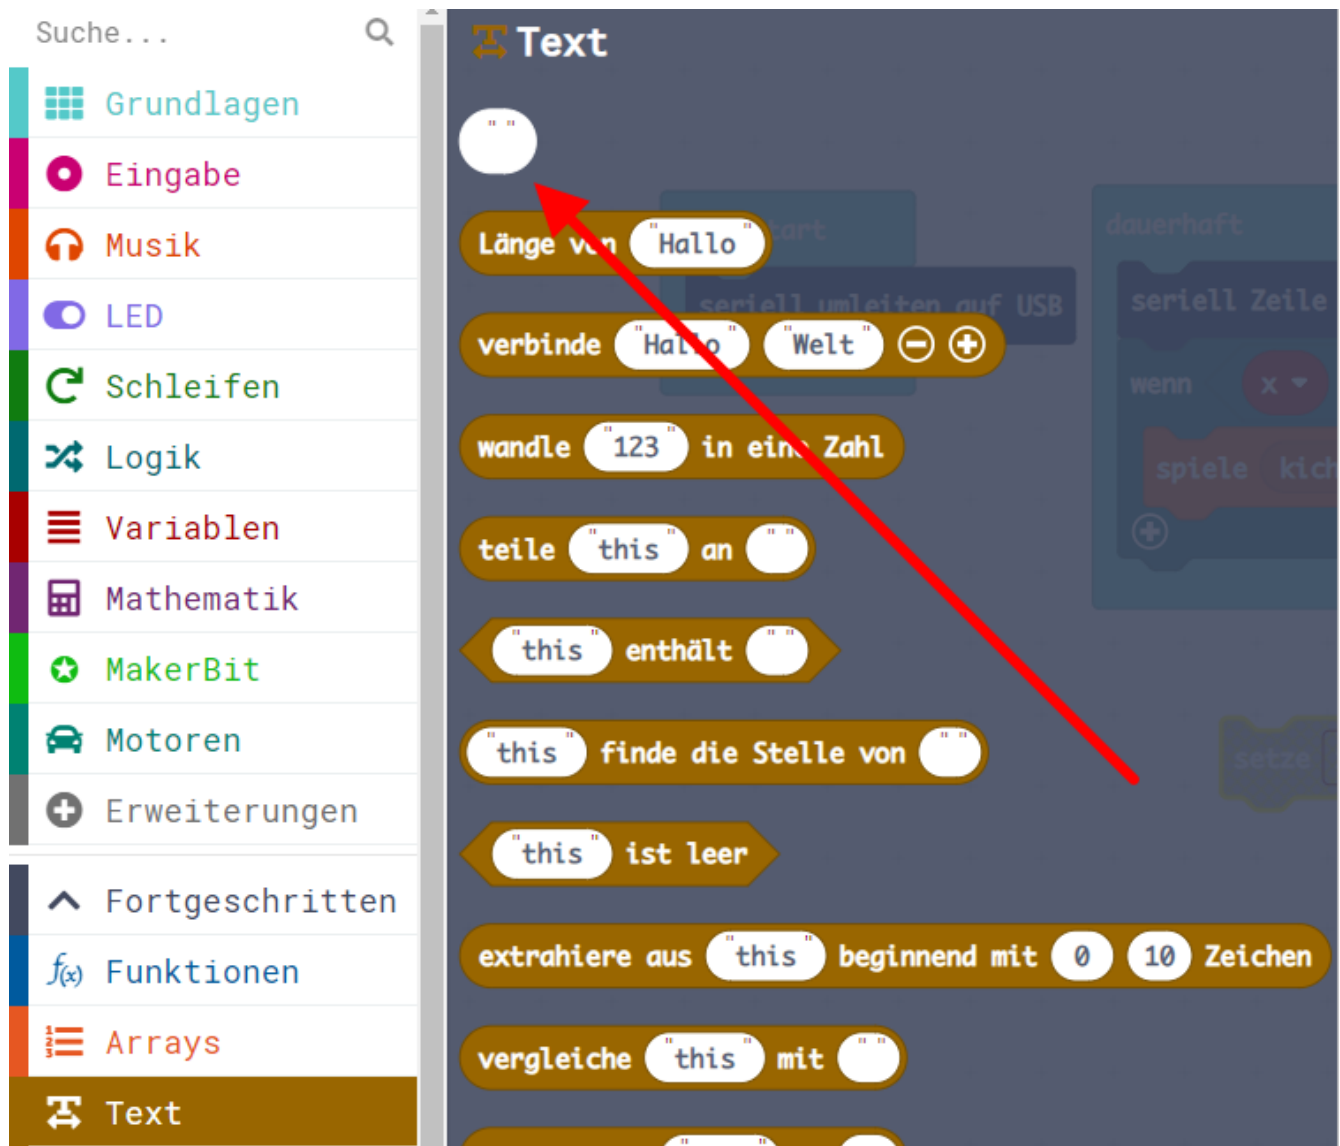 Suche...
Grundlagen
Eingabe
Musik
LED
Schleifen
Logik
Variablen
Mathematik
MakerBit
Motoren
Erweiterungen
Fortgeschritten
f(x) Funktionen
Arrays
Text
Text
" "
Länge von "Hallo"
verbinde "Hallo" "Welt"
wandle "123" in eine Zahl
teile "this" an " "
"this" enthält " "
"this" finde die Stelle von " "
"this" ist leer
extrahiere aus "this" beginnend mit 0 10 Zeichen
vergleiche "this" mit " "
seriell umleiten auf USB
dauerhaft
seriell Zeile
wenn x
spiele
setze